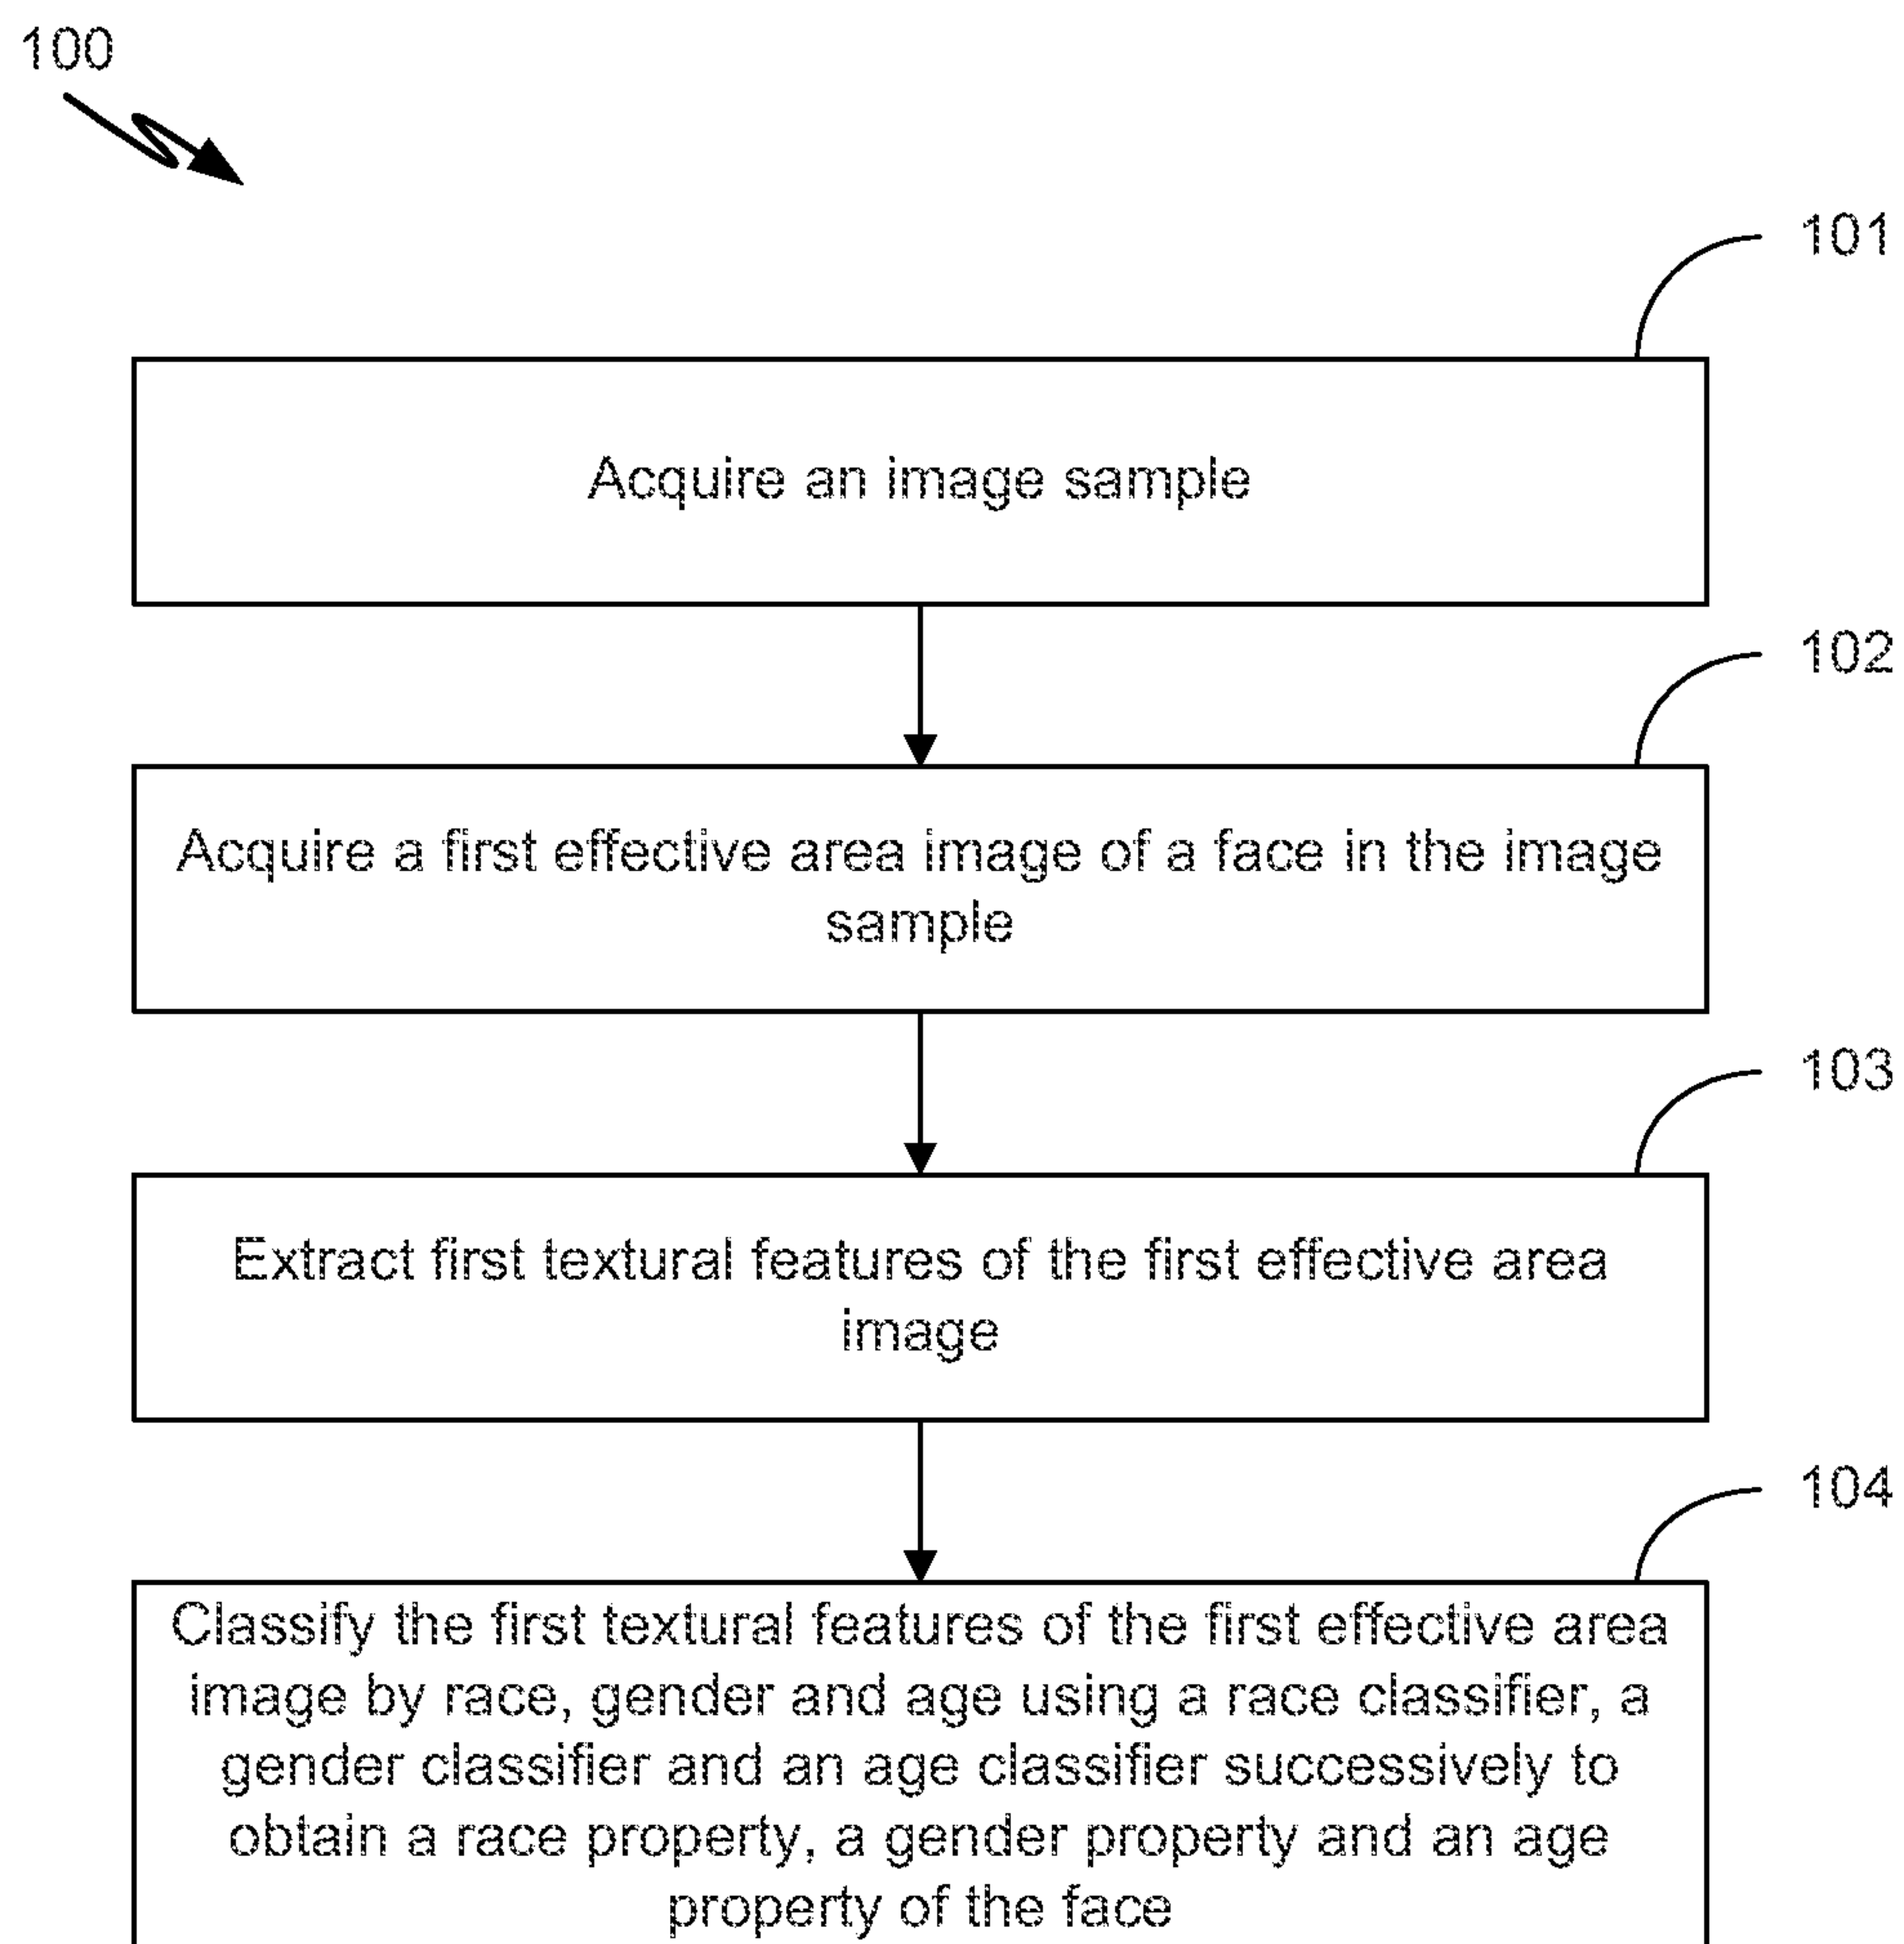 100
101
Acquire an image sample
102
Acquire a first effective area image of a face in the image
sample
103
Extract first textural features of the first effective area
image
104
Classify the first textural features of the first effective area
image by race, gender and age using a race classifier, a
gender classifier and an age classifier successively to
obtain a race property, a gender property and an age
property of the face